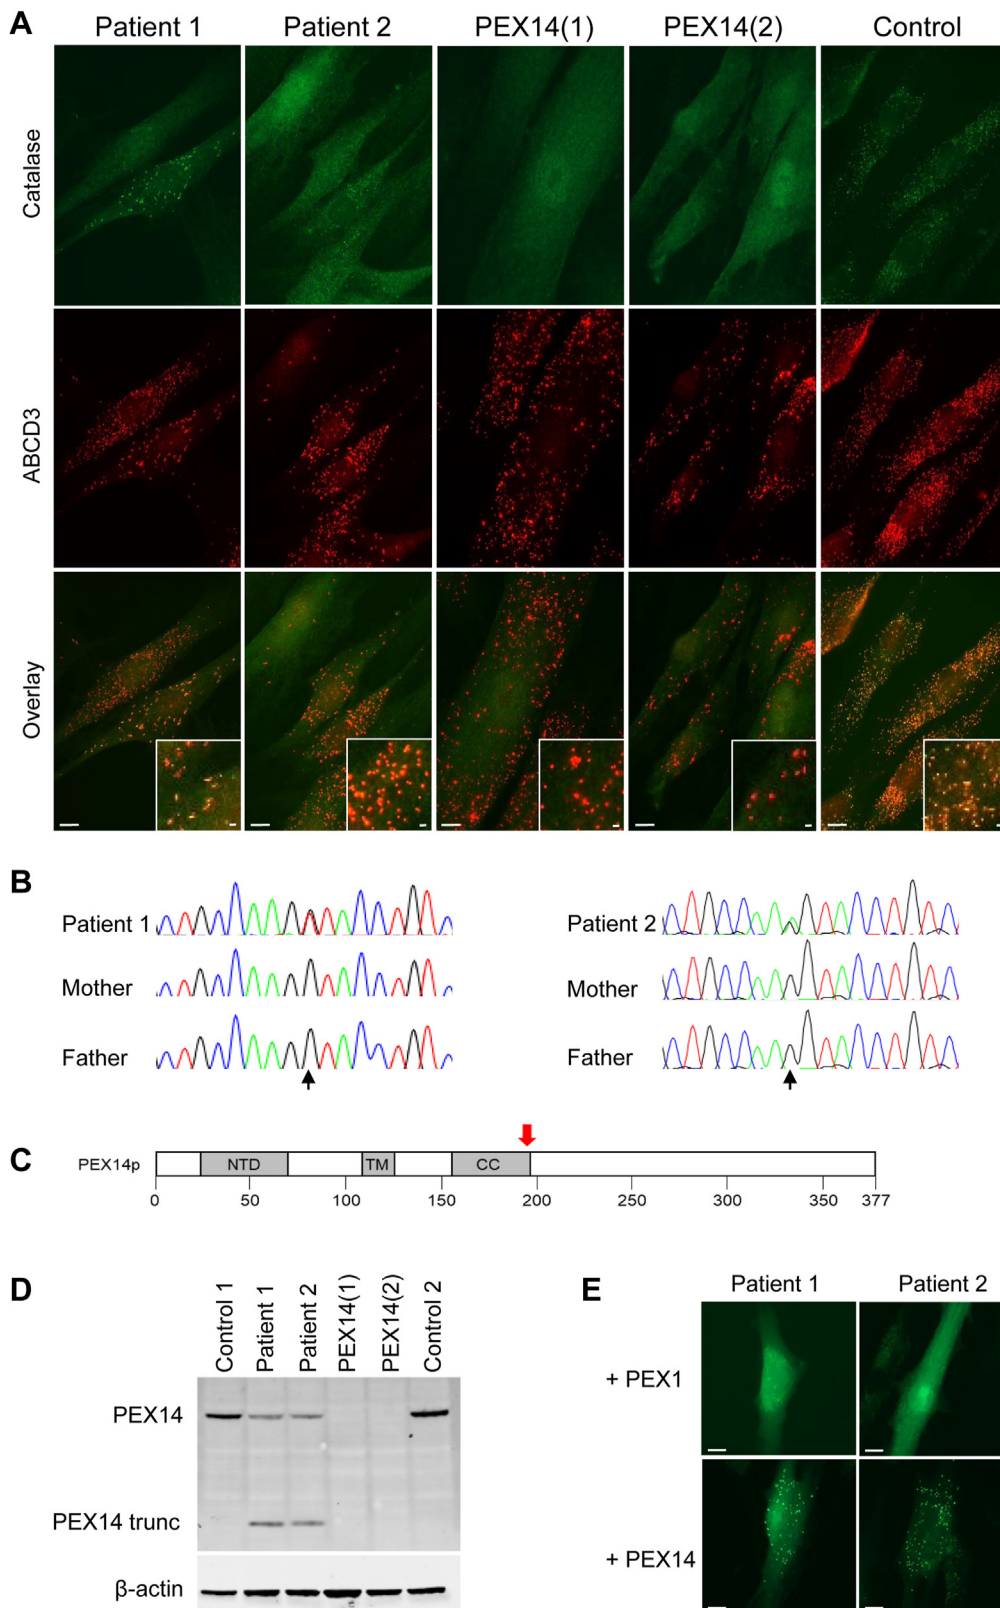 A
Patient 1 Patient 2 PEX14(1) PEX14(2) Control
Catalase
ABCD3
Overlay
B
Patient 1 Patient 2
Mother Mother
Father Father
C
PEX14p NTD TM CC
0 50 100 150 200 250 300 350 377
D
Control 1 Patient 1 Patient 2 PEX14(1) PEX14(2) Control 2
PEX14
PEX14 trunc
β-actin
E
Patient 1 Patient 2
+ PEX1
+ PEX14